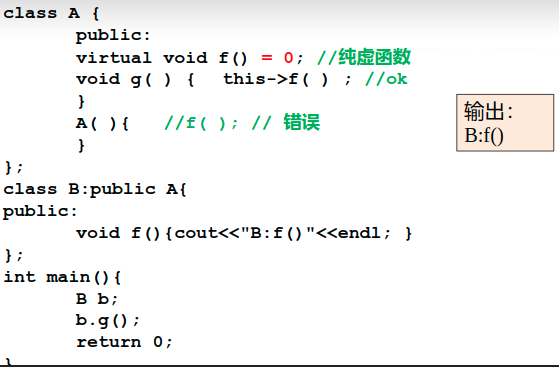 class A {
public:
virtual void f() = 0; //纯虚函数
void g( ) { this->f( ) ; //ok
}
A( ){ //f( ); // 错误
}
};
class B:public A{
public:
void f(){cout<<"B:f()"<<endl; }
};
int main(){
B b;
b.g();
return 0;
}
输出:
B:f()